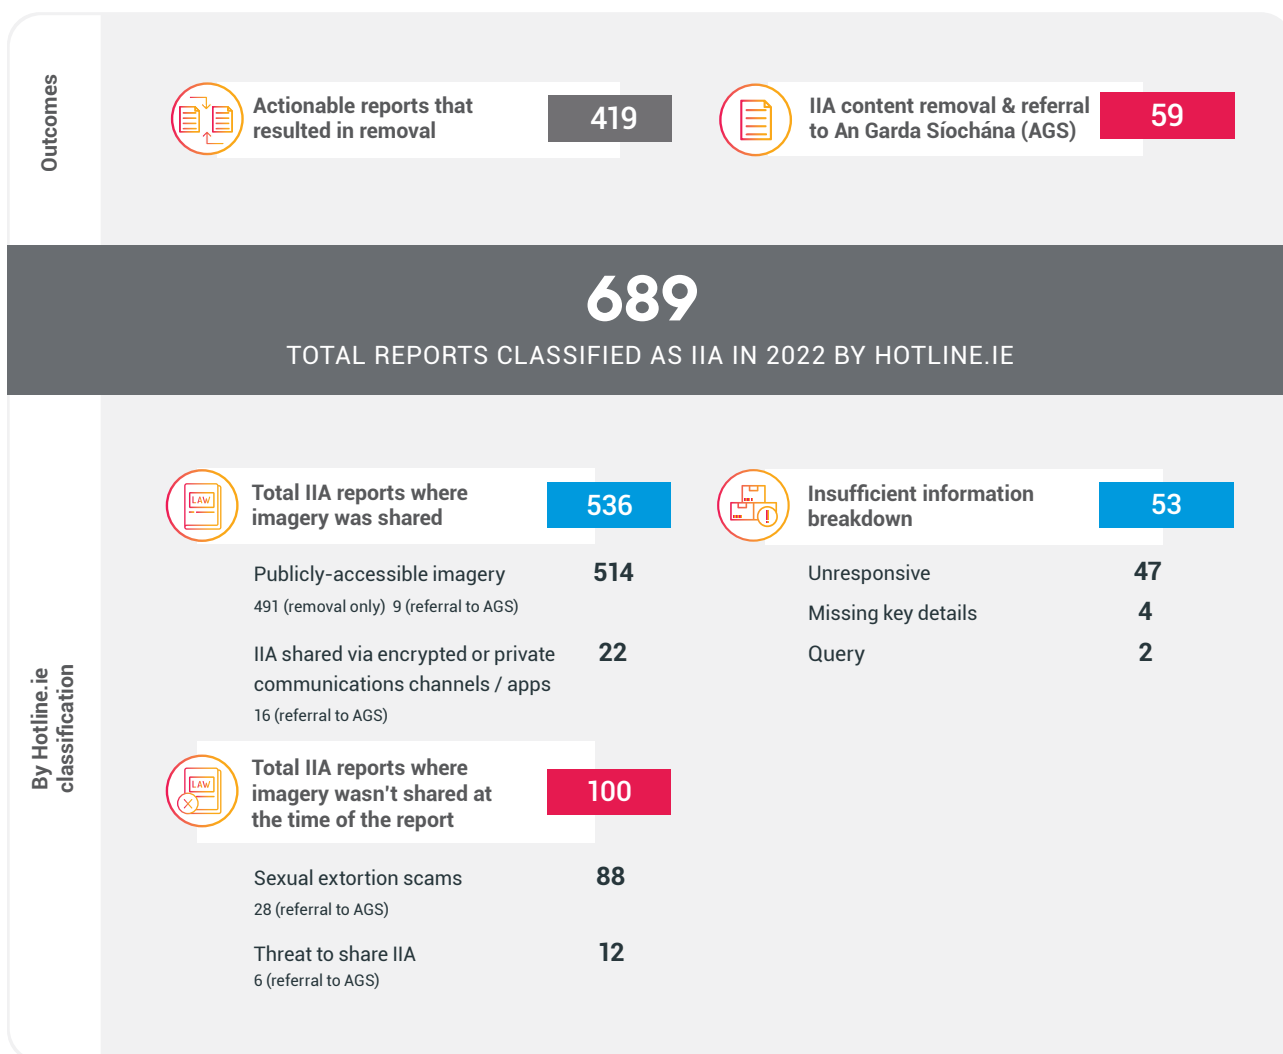 Outcomes
Actionable reports that
resulted in removal
419
IIA content removal & referral
to An Garda Síochána (AGS)
59
689
TOTAL REPORTS CLASSIFIED AS IIA IN 2022 BY HOTLINE.IE
By Hotline.ie
classification
LAW
Total IIA reports where
imagery was shared
536
Publicly-accessible imagery
514
491 (removal only) 9 (referral to AGS)
IIA shared via encrypted or private
communications channels / apps
22
16 (referral to AGS)
LAW
Total IIA reports where
imagery wasn't shared at
the time of the report
100
Sexual extortion scams
88
28 (referral to AGS)
Threat to share IIA
12
6 (referral to AGS)
Insufficient information
breakdown
53
Unresponsive
47
Missing key details
4
Query
2